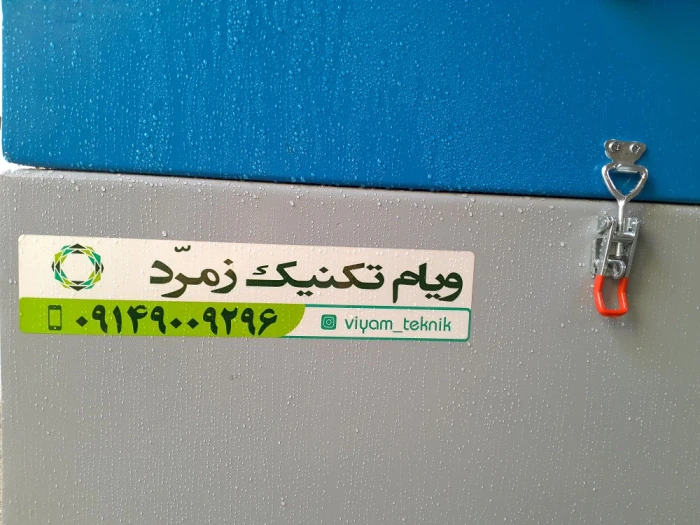 ویام تکنیک زمرّد
۰۹۱۴۹۰۰۹۲۹۶
viyam_teknik